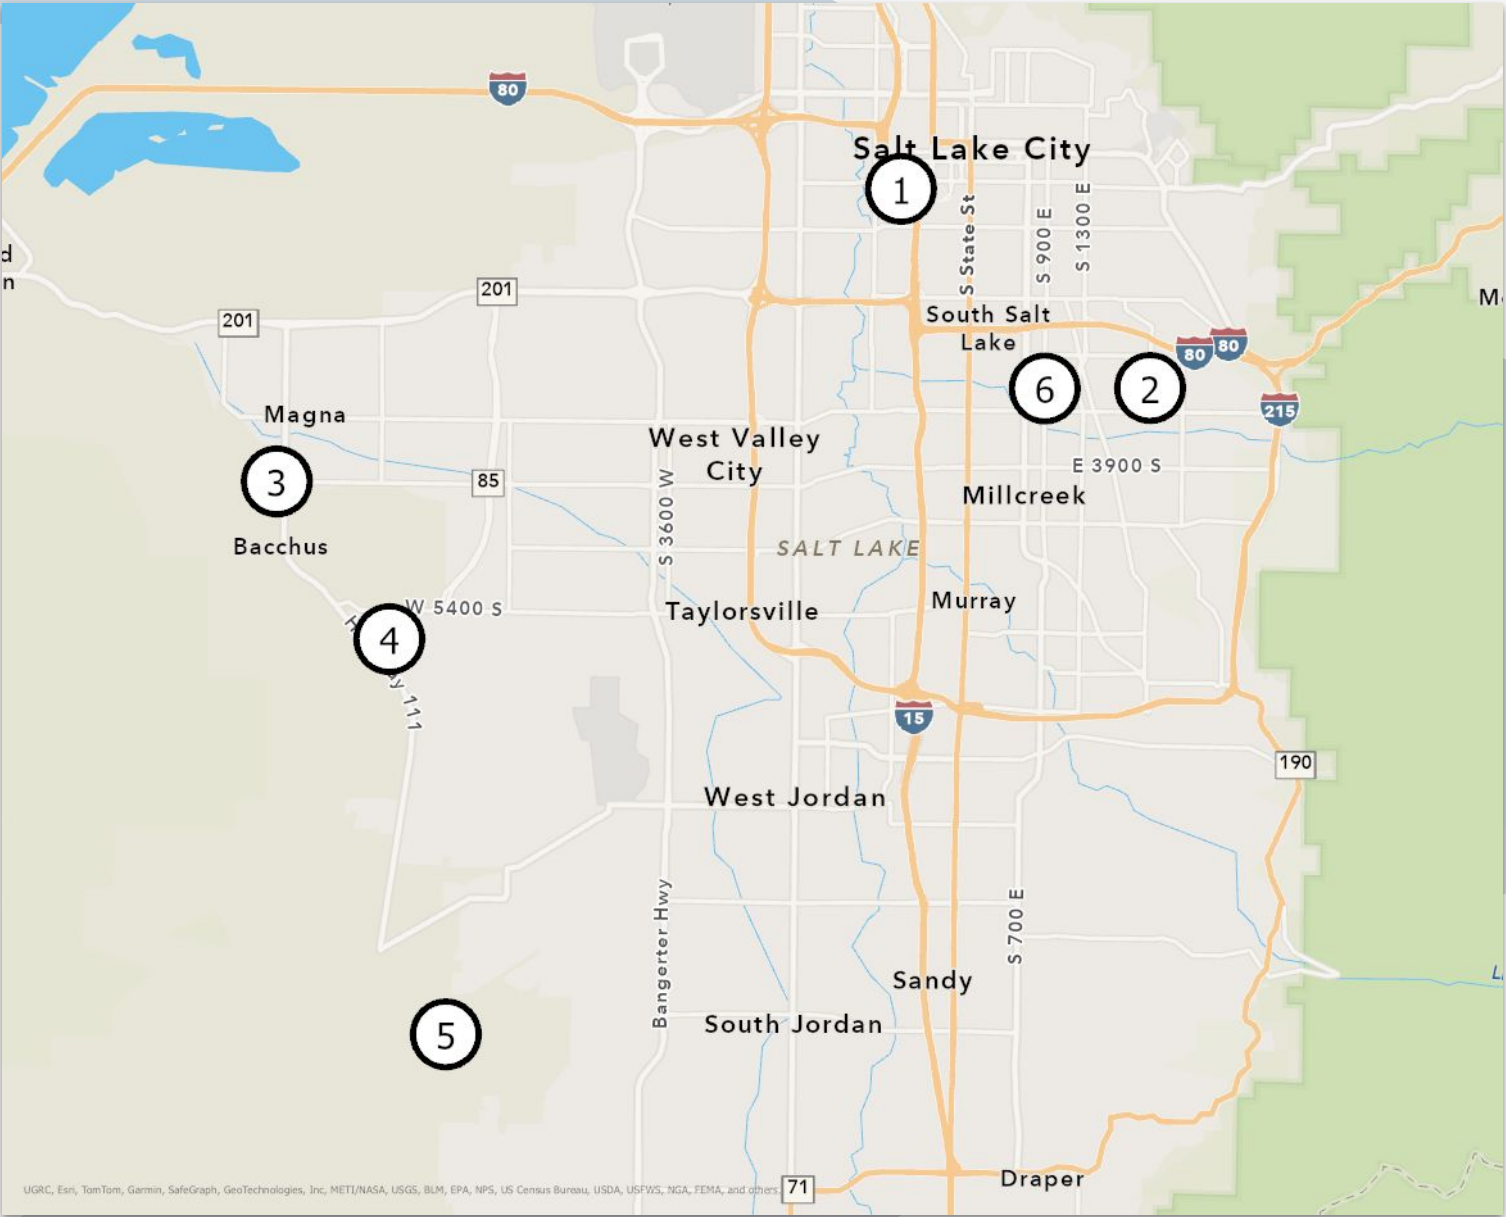 80
Salt Lake City
1
S State St
S 900 E
S 1300 E
d
n
201
201
South Salt
Lake
M
80
80
6
2
215
Magna
West Valley
City
3
85
E 3900 S
Millcreek
S 3600 W
Bacchus
SALT LAKE
W 5400 S
Taylorsville
Murray
4
H
ay 111
15
190
West Jordan
Bangerter Hwy
S 700 E
Sandy
L
5
South Jordan
Draper
71
UGRC, Esri, TomTom, Garmin, SafeGraph, GeoTechnologies, Inc, METI/NASA, USGS, BLM, EPA, NPS, US Census Bureau, USDA, USFWS, NGA, FEMA, and others.